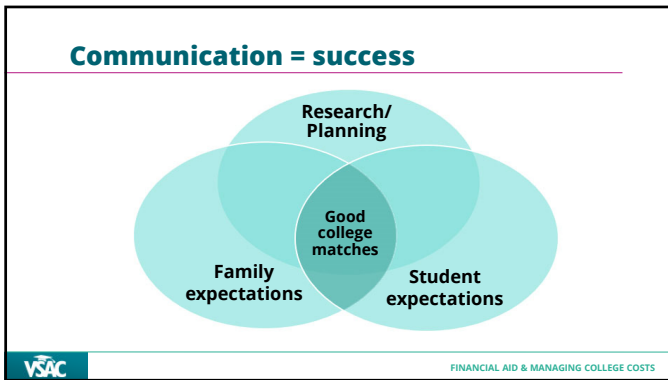 Communication = success
Research/
Planning
Good
college
matches
Family
expectations
Student
expectations
VSAC
FINANCIAL AID & MANAGING COLLEGE COSTS